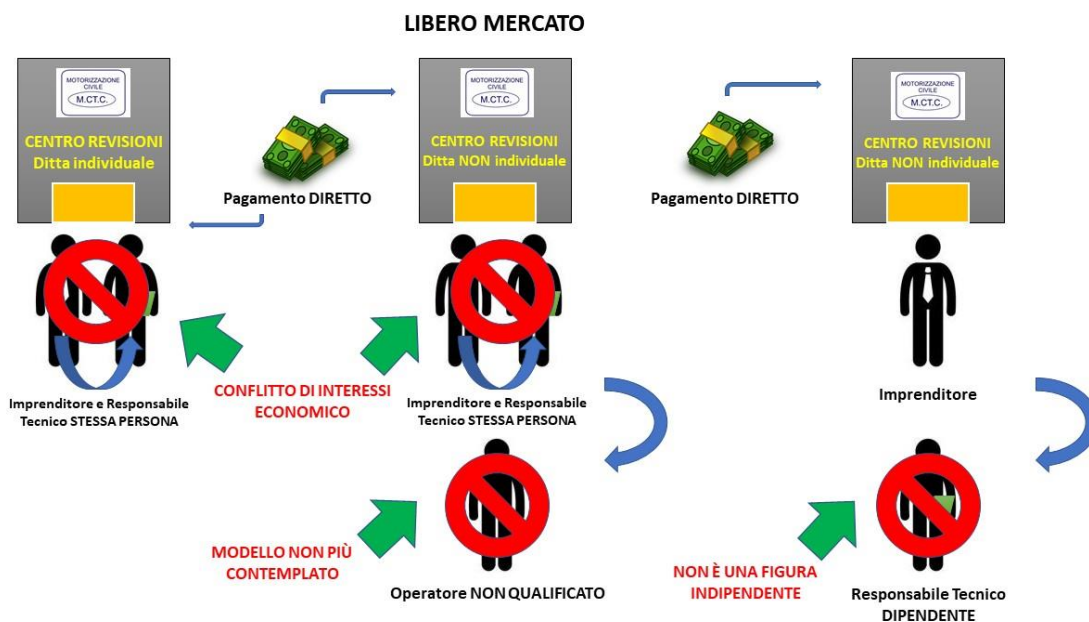 LIBERO MERCATO
MOTORIZZAZIONE
CIVILE
M.CT.C.
CENTRO REVISIONI
Ditta individuale
MOTORIZZAZIONE
CIVILE
M.CT.C.
CENTRO REVISIONI
Ditta NON individuale
MOTORIZZAZIONE
CIVILE
M.CT.C.
CENTRO REVISIONI
Ditta NON individuale
Pagamento DIRETTO
Pagamento DIRETTO
Imprenditore e Responsabile
Tecnico STESSA PERSONA
CONFLITTO DI INTERESSI
ECONOMICO
Imprenditore e Responsabile
Tecnico STESSA PERSONA
Imprenditore
MODELLO NON PIÙ
CONTEMPLATO
Operatore NON QUALIFICATO
NON È UNA FIGURA
INDIPENDENTE
Responsabile Tecnico
DIPENDENTE